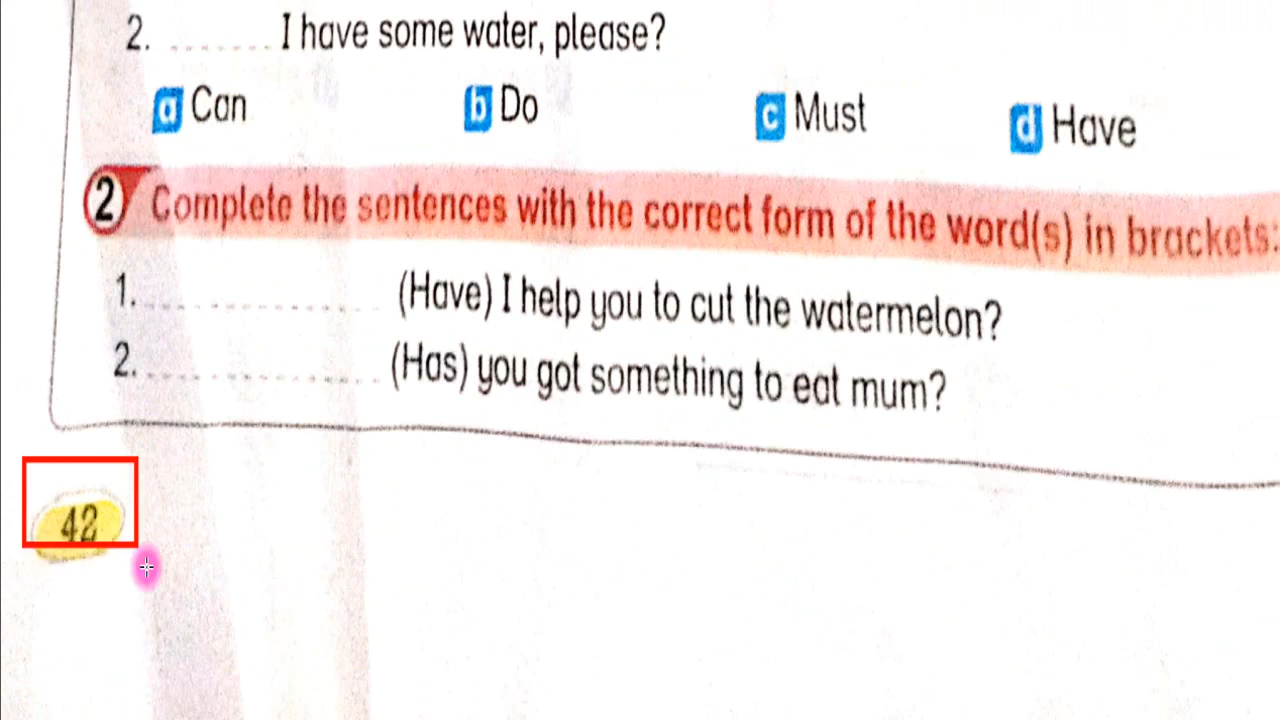 2. ........ I have some water, please?
a Can b Do c Must d Have
2 Complete the sentences with the correct form of the word(s) in brackets:
1. ................ (Have) I help you to cut the watermelon?
2. ................ (Has) you got something to eat mum?
42